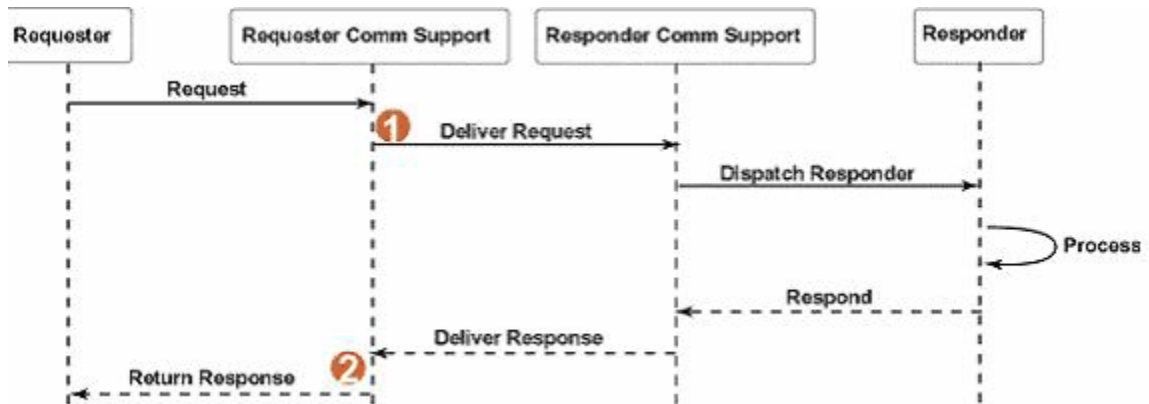 Requester
Requester Comm Support
Responder Comm Support
Responder
Request
1
Deliver Request
Dispatch Responder
Process
Respond
Deliver Response
2
Return Response